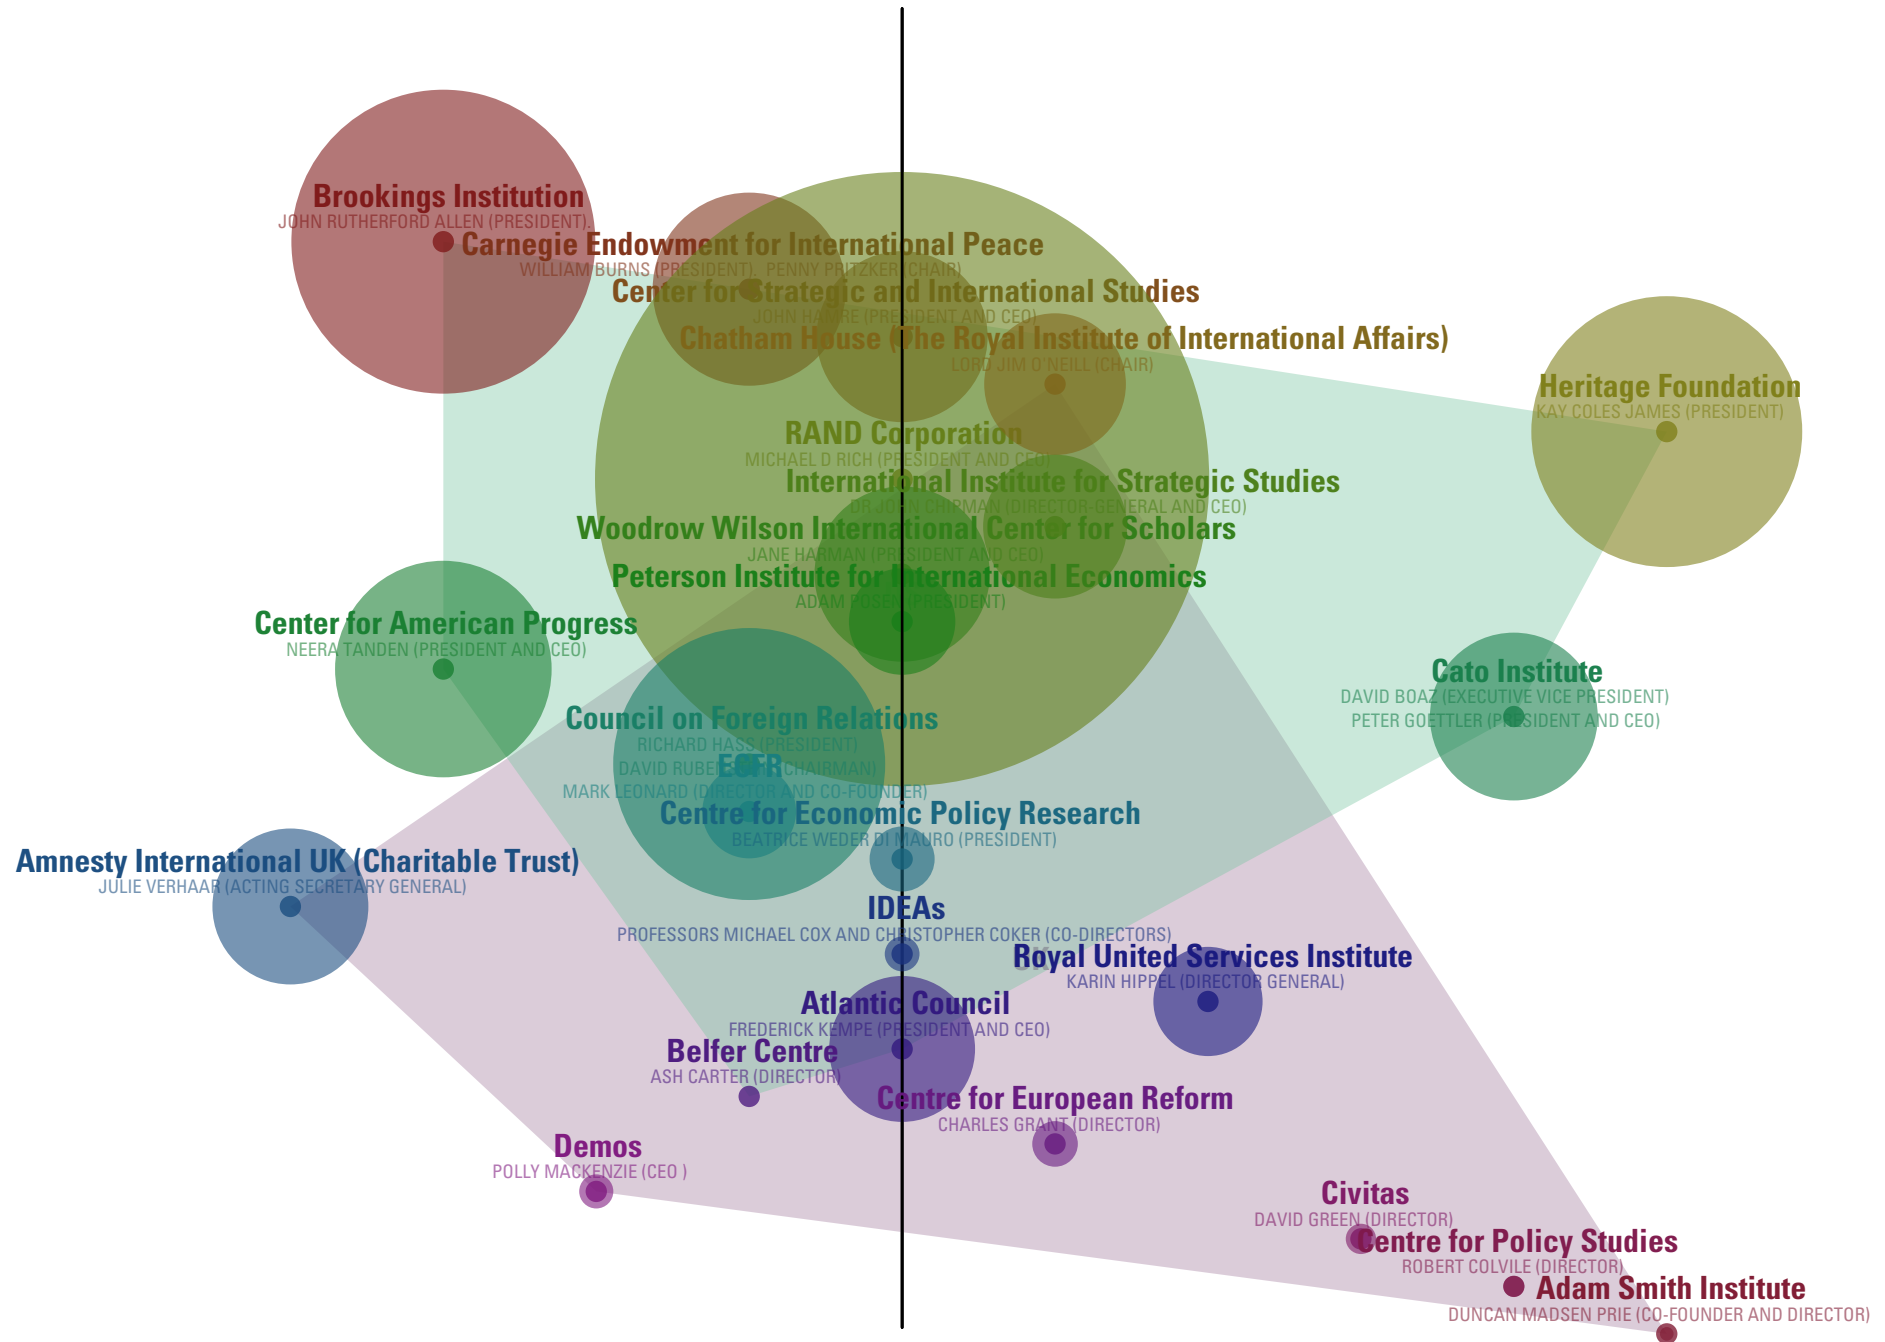 Brookings Institution
JOHN RUTHERFORD ALLEN (PRESIDENT).
Carnegie Endowment for International Peace
WILLIAM BURNS (PRESIDENT).  PENNY PRITZKER (CHAIR)
Center for Strategic and International Studies
JOHN HAMRE (PRESIDENT AND CEO)
Chatham House (The Royal Institute of International Affairs)
LORD JIM O'NEILL (CHAIR)
Heritage Foundation
KAY COLES JAMES (PRESIDENT)
RAND Corporation
MICHAEL D RICH (PRESIDENT AND CEO)
International Institute for Strategic Studies
DR JOHN CHIPMAN (DIRECTOR-GENERAL AND CEO)
Woodrow Wilson International Center for Scholars
JANE HARMAN (PRESIDENT AND CEO)
Peterson Institute for International Economics
ADAM POSEN (PRESIDENT)
Center for American Progress
NEERA TANDEN (PRESIDENT AND CEO)
Cato Institute
DAVID BOAZ (EXECUTIVE VICE PRESIDENT)
PETER GOETTLER (PRESIDENT AND CEO)
Council on Foreign Relations
RICHARD HASS (PRESIDENT)
DAVID RUBENSTEIN (CHAIRMAN)
ECFR
MARK LEONARD (DIRECTOR AND CO-FOUNDER)
Centre for Economic Policy Research
BEATRICE WEDER DI MAURO (PRESIDENT)
Amnesty International UK (Charitable Trust)
JULIE VERHAAR (ACTING SECRETARY GENERAL)
IDEAs
PROFESSORS MICHAEL COX AND CHRISTOPHER COKER (CO-DIRECTORS)
UK
Royal United Services Institute
KARIN HIPPEL (DIRECTOR GENERAL)
Atlantic Council
FREDERICK KEMPE (PRESIDENT AND CEO)
Belfer Centre
ASH CARTER (DIRECTOR)
Centre for European Reform
CHARLES GRANT (DIRECTOR)
Demos
POLLY MACKENZIE (CEO )
Civitas
DAVID GREEN (DIRECTOR)
Centre for Policy Studies
ROBERT COLVILE (DIRECTOR)
Adam Smith Institute
DUNCAN MADSEN PRIE (CO-FOUNDER AND DIRECTOR)